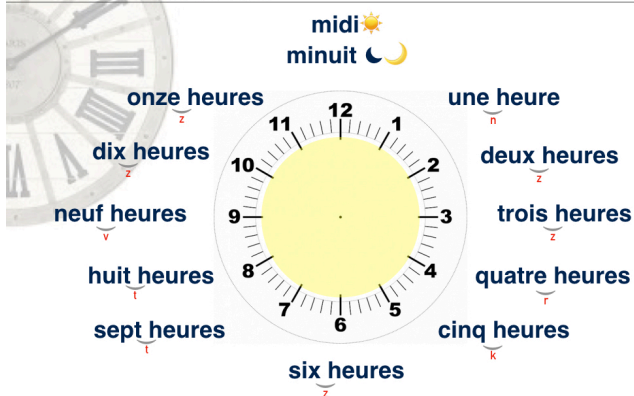 midi☀️
minuit 🌙
onze heures
z
une heure
n
dix heures
z
deux heures
z
neuf heures
v
trois heures
z
huit heures
t
quatre heures
r
sept heures
t
cinq heures
k
six heures
z
12
1
2
3
4
5
6
7
8
9
10
11